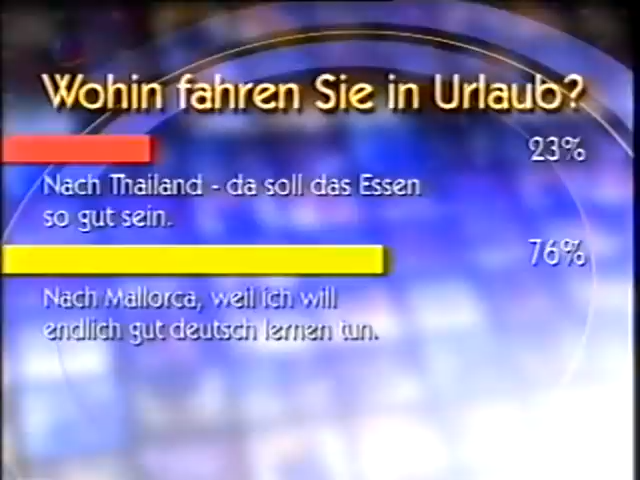 Wohin fahren Sie in Urlaub?
23%
Nach Thailand - da soll das Essen
so gut sein.
76%
Nach Mallorca, weil ich will
endlich gut deutsch lernen tun.